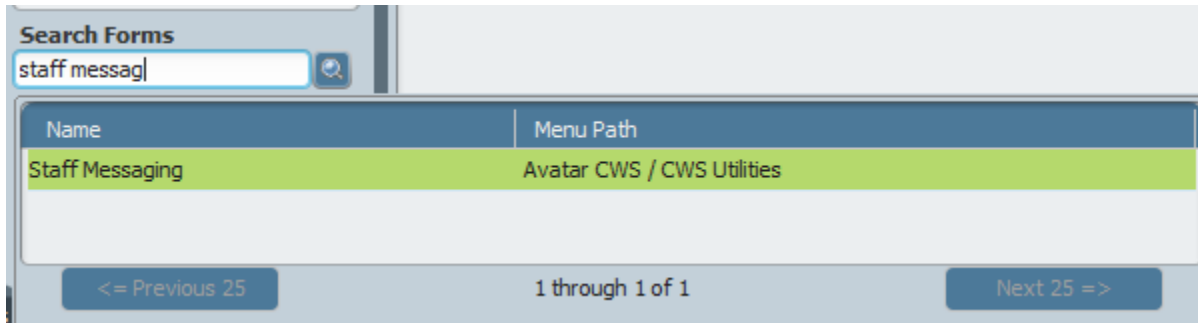 Search Forms
staff messag
Name Menu Path
Staff Messaging Avatar CWS / CWS Utilities
<= Previous 25 1 through 1 of 1 Next 25 =>